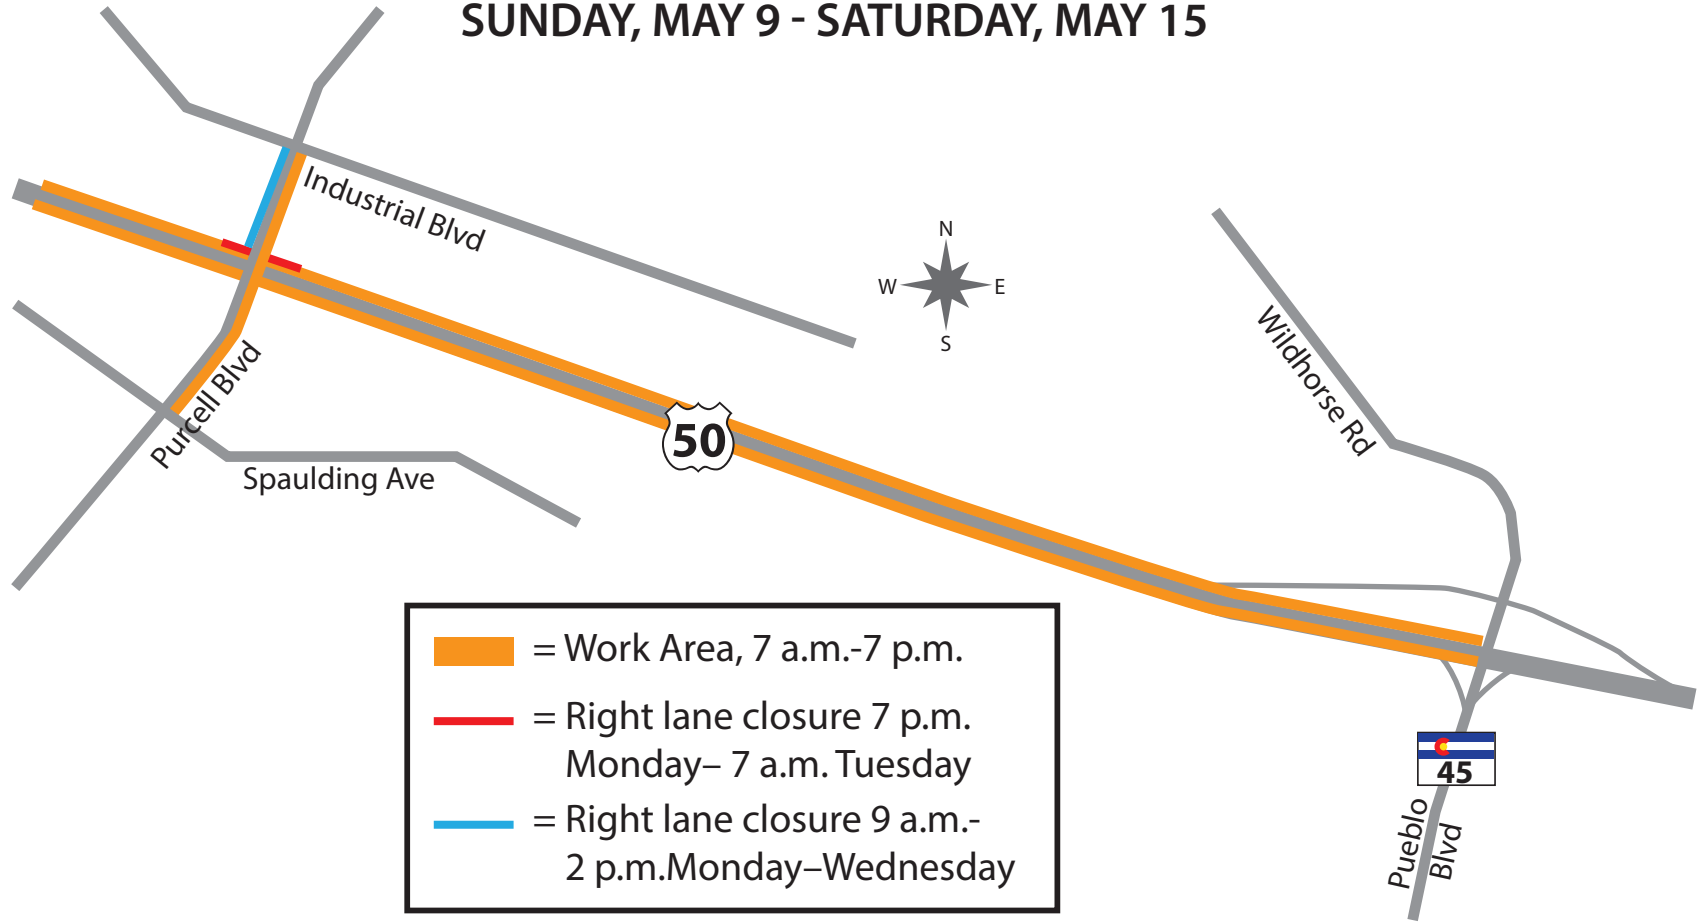 SUNDAY, MAY 9 - SATURDAY, MAY 15
Industrial Blvd
N
W
E
S
Wildhorse Rd
Purcell Blvd
50
Spaulding Ave
= Work Area, 7 a.m.-7 p.m.
= Right lane closure 7 p.m.
Monday– 7 a.m. Tuesday
= Right lane closure 9 a.m.-
2 p.m.Monday–Wednesday
45
Pueblo
Blvd